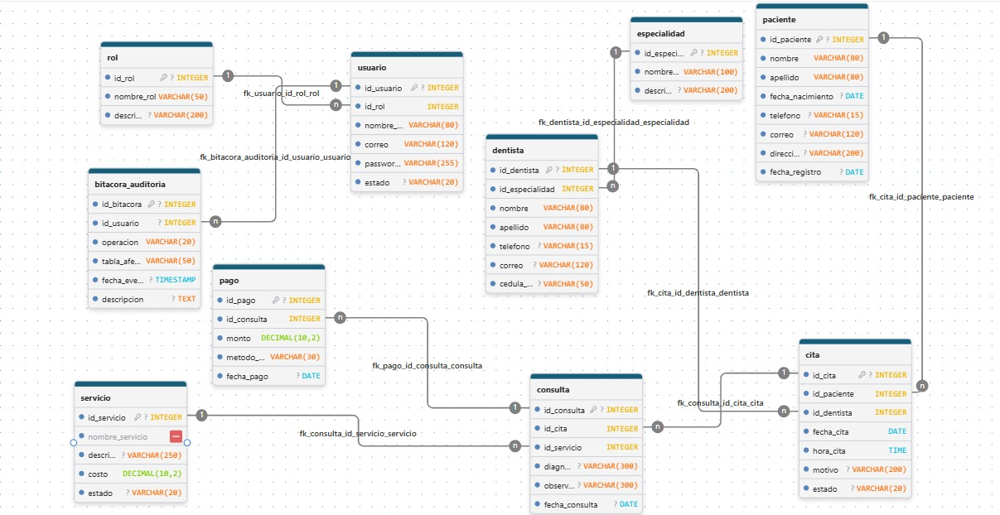 rol
id_rol ? INTEGER
nombre_rol VARCHAR(50)
descri... ? VARCHAR(200)
1
n
fk_usuario_id_rol_rol
usuario
id_usuario ? INTEGER
id_rol INTEGER
nombre_... VARCHAR(80)
correo VARCHAR(120)
passwor... VARCHAR(255)
estado ? VARCHAR(20)
1
fk_bitacora_auditoria_id_usuario_usuario
bitacora_auditoria
id_bitacora ? INTEGER
id_usuario ? INTEGER
operacion VARCHAR(20)
tabla_afe... VARCHAR(50)
fecha_eve... ? TIMESTAMP
descripcion ? TEXT
n
especialidad
id_especi... ? INTEGER
nombre... VARCHAR(100)
descri... ? VARCHAR(200)
1
fk_dentista_id_especialidad_especialidad
dentista
id_dentista ? INTEGER
id_especialidad INTEGER
nombre VARCHAR(80)
apellido VARCHAR(80)
telefono ? VARCHAR(15)
correo ? VARCHAR(120)
cedula_... ? VARCHAR(50)
1
n
paciente
id_paciente ? INTEGER
nombre VARCHAR(80)
apellido VARCHAR(80)
fecha_nacimiento ? DATE
telefono ? VARCHAR(15)
correo ? VARCHAR(120)
direcci... ? VARCHAR(200)
fecha_registro ? DATE
1
fk_cita_id_paciente_paciente
fk_cita_id_dentista_dentista
pago
id_pago ? INTEGER
id_consulta INTEGER
monto DECIMAL(10,2)
metodo_... VARCHAR(30)
fecha_pago ? DATE
n
fk_pago_id_consulta_consulta
servicio
id_servicio ? INTEGER
nombre_servicio
descri... ? VARCHAR(250)
costo DECIMAL(10,2)
estado ? VARCHAR(20)
1
fk_consulta_id_servicio_servicio
consulta
id_consulta ? INTEGER
id_cita INTEGER
id_servicio INTEGER
diagn... ? VARCHAR(300)
observ... ? VARCHAR(300)
fecha_consulta ? DATE
1
n
n
fk_consulta_id_cita_cita
cita
id_cita ? INTEGER
id_paciente INTEGER
id_dentista INTEGER
fecha_cita DATE
hora_cita TIME
motivo ? VARCHAR(200)
estado ? VARCHAR(20)
1
n
n